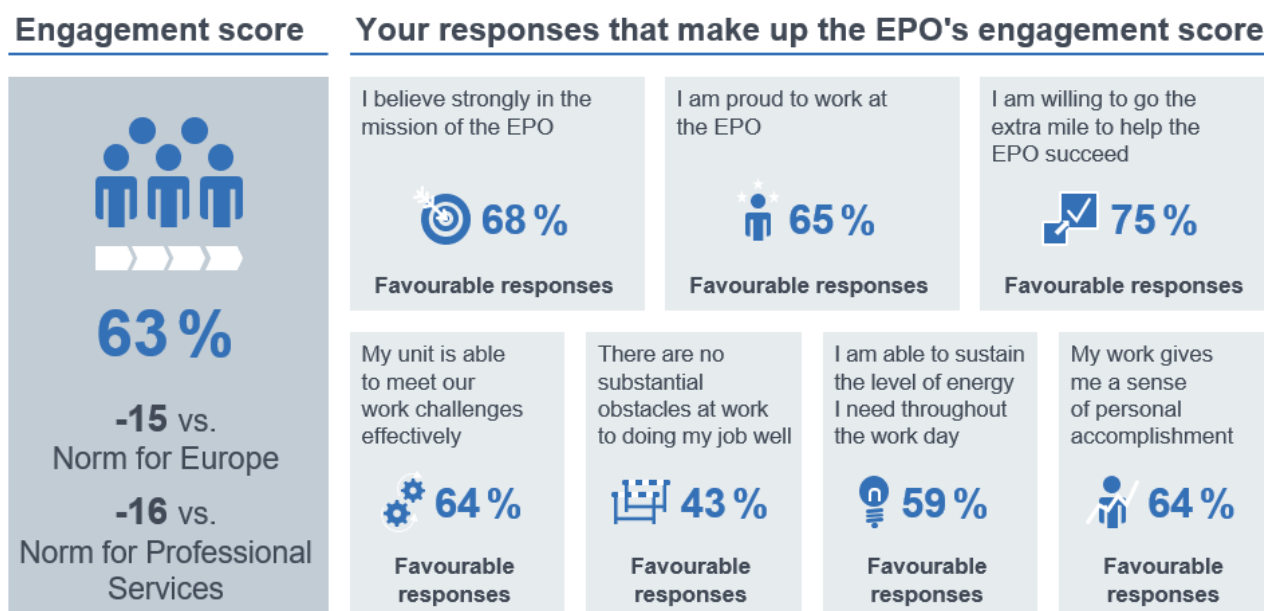 Engagement score
63 %
-15 vs.
Norm for Europe
-16 vs.
Norm for Professional
Services
Your responses that make up the EPO's engagement score
I believe strongly in the
mission of the EPO
68 %
Favourable responses
I am proud to work at
the EPO
65 %
Favourable responses
I am willing to go the
extra mile to help the
EPO succeed
75 %
Favourable responses
My unit is able
to meet our
work challenges
effectively
64 %
Favourable
responses
There are no
substantial
obstacles at work
to doing my job well
43 %
Favourable
responses
I am able to sustain
the level of energy
I need throughout
the work day
59 %
Favourable
responses
My work gives
me a sense
of personal
accomplishment
64 %
Favourable
responses